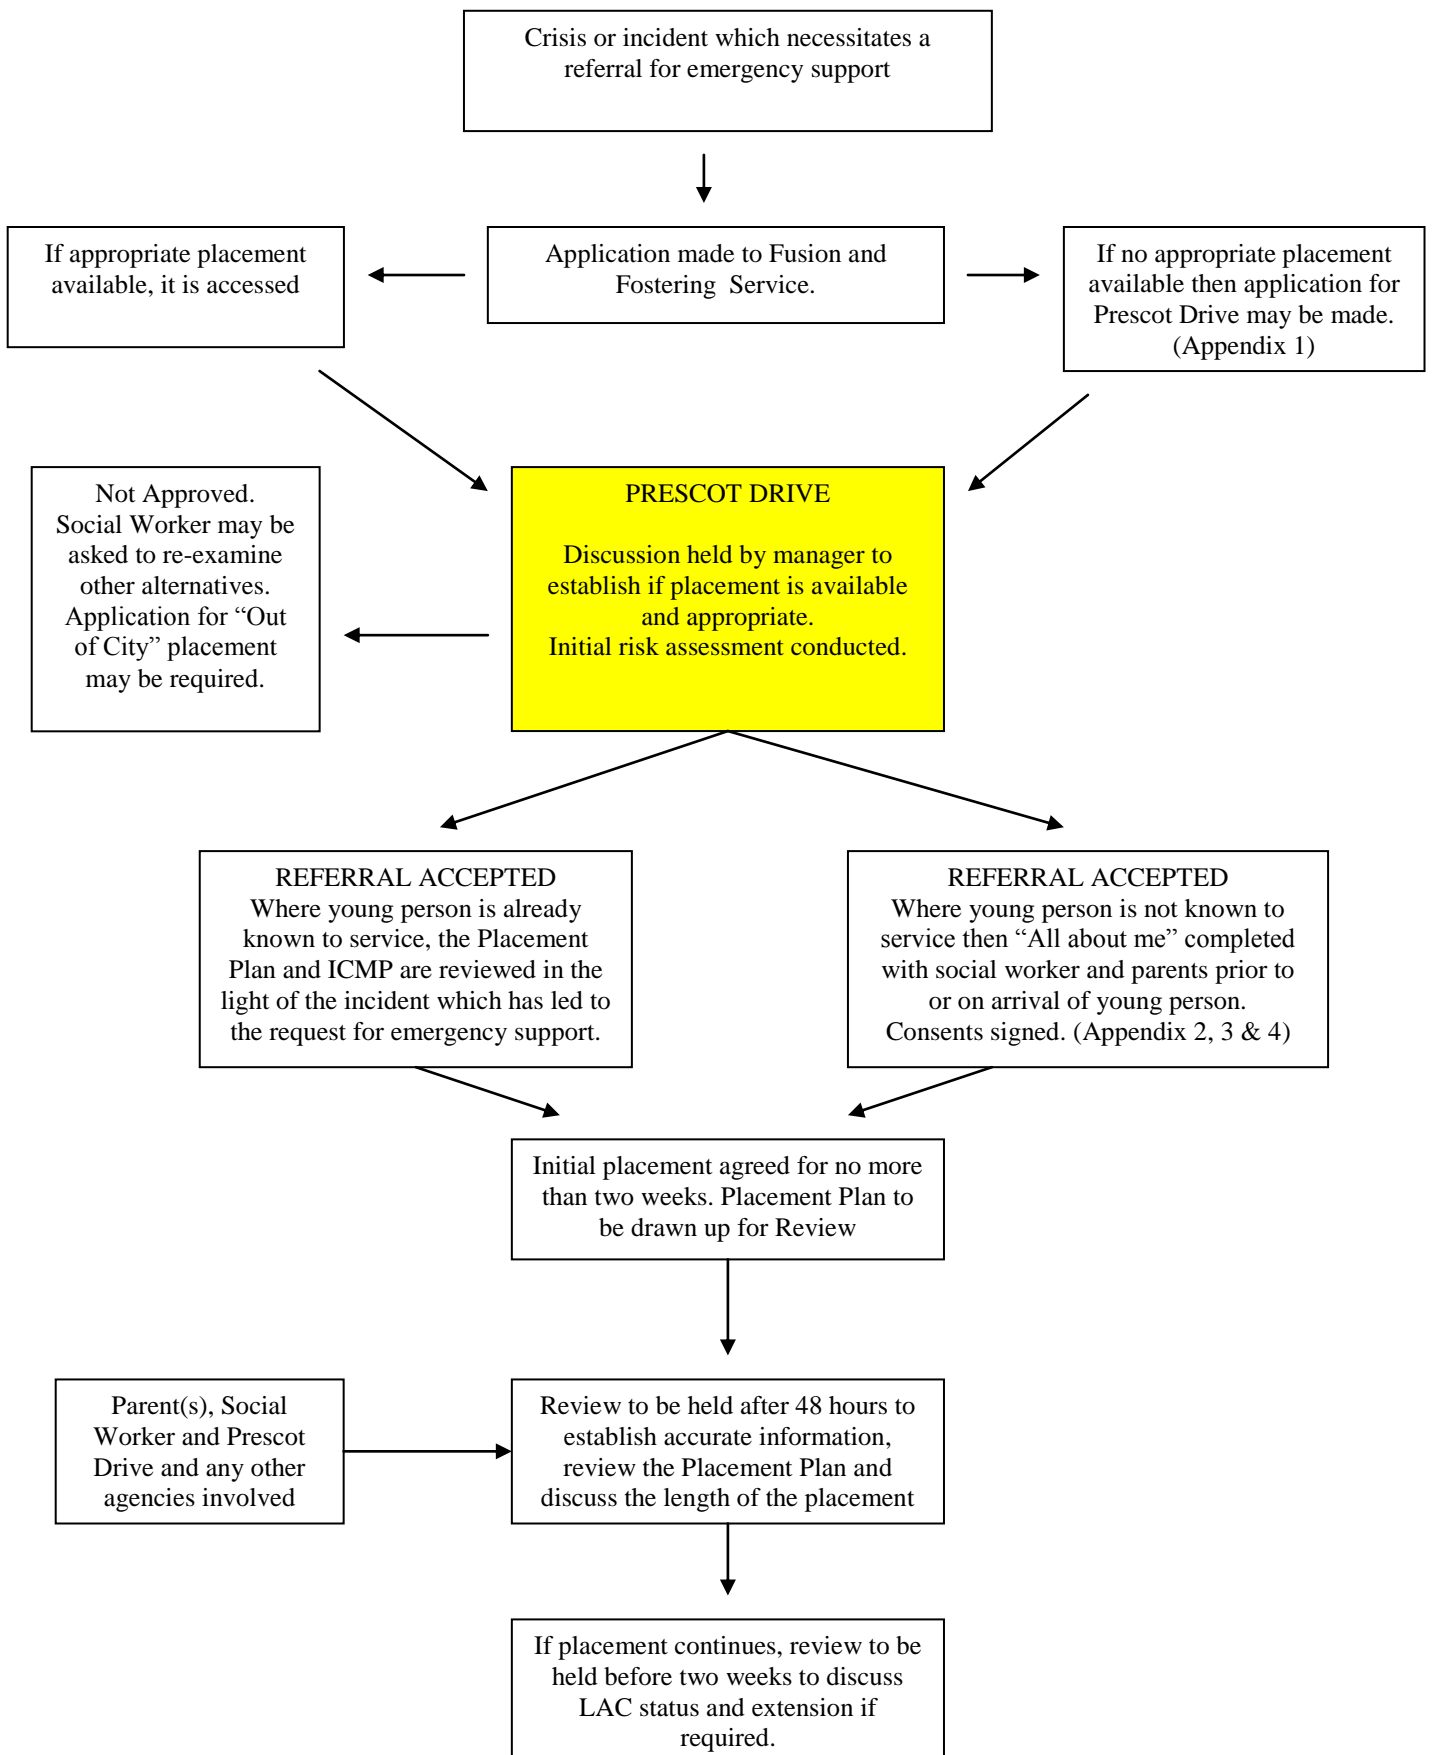 Crisis or incident which necessitates a
referral for emergency support
If appropriate placement
available, it is accessed
Application made to Fusion and
Fostering  Service.
If no appropriate placement
available then application for
Prescot Drive may be made.
(Appendix 1)
Not Approved.
Social Worker may be
asked to re-examine
other alternatives.
Application for “Out
of City” placement
may be required.
PRESCOT DRIVE
Discussion held by manager to
establish if placement is available
and appropriate.
Initial risk assessment conducted.
REFERRAL ACCEPTED
Where young person is already
known to service, the Placement
Plan and ICMP are reviewed in the
light of the incident which has led to
the request for emergency support.
REFERRAL ACCEPTED
Where young person is not known to
service then “All about me” completed
with social worker and parents prior to
or on arrival of young person.
Consents signed. (Appendix 2, 3 & 4)
Initial placement agreed for no more
than two weeks. Placement Plan to
be drawn up for Review
Parent(s), Social
Worker and Prescot
Drive and any other
agencies involved
Review to be held after 48 hours to
establish accurate information,
review the Placement Plan and
discuss the length of the placement
If placement continues, review to be
held before two weeks to discuss
LAC status and extension if
required.